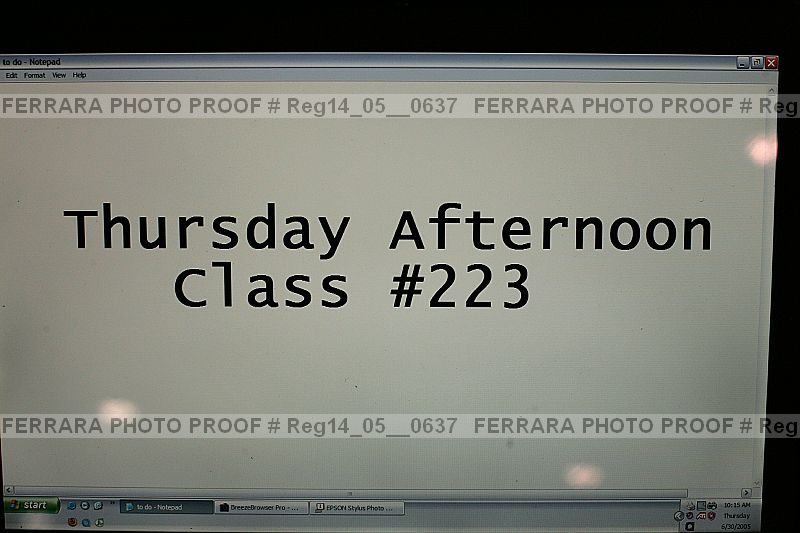 to do - Notepad
Edit Format View Help
FERRARA PHOTO PROOF # Reg14_05__0637 FERRARA PHOTO PROOF # Reg
Thursday Afternoon
Class #223
FERRARA PHOTO PROOF # Reg14_05__0637 FERRARA PHOTO PROOF # Reg
start
to do - Notepad
BreezeBrowser Pro - ...
EPSON Stylus Photo ...
10:15 AM
Thursday
6/30/2005